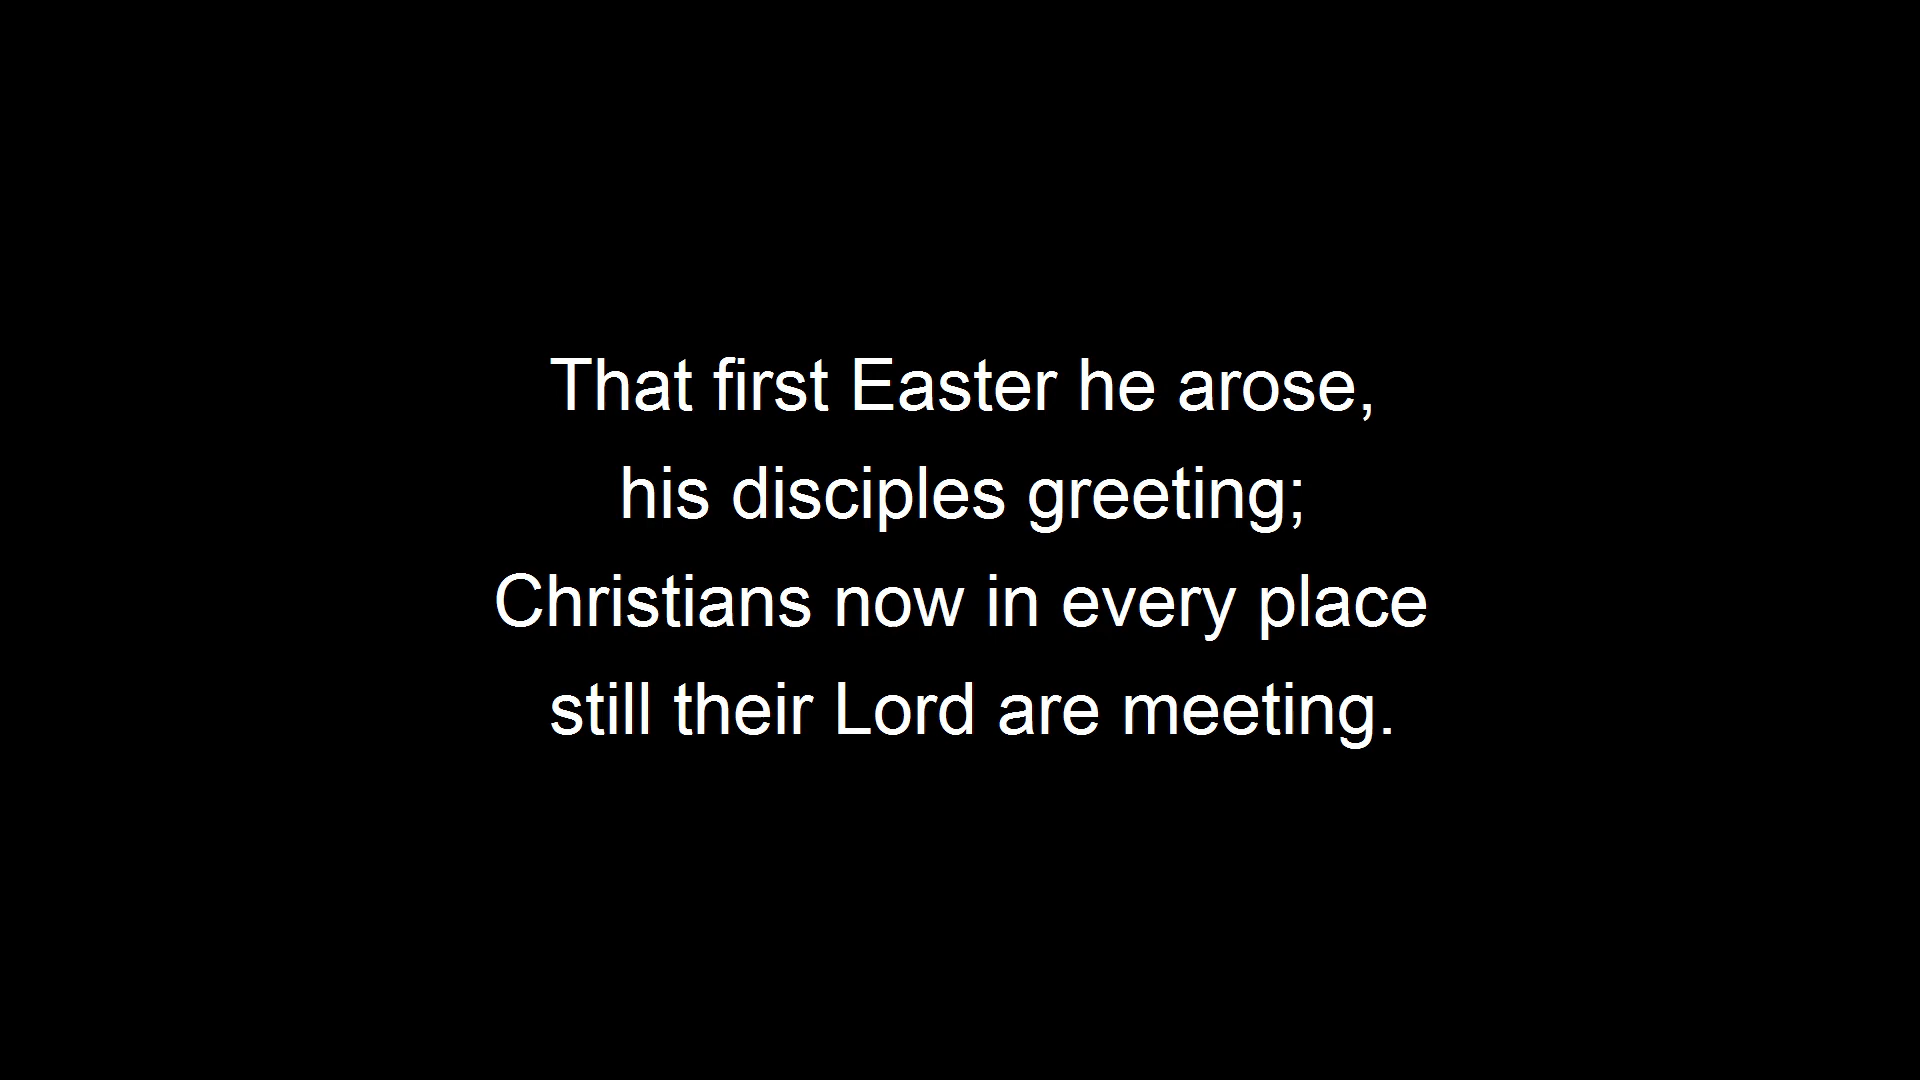 That first Easter he arose,
his disciples greeting;
Christians now in every place
still their Lord are meeting.